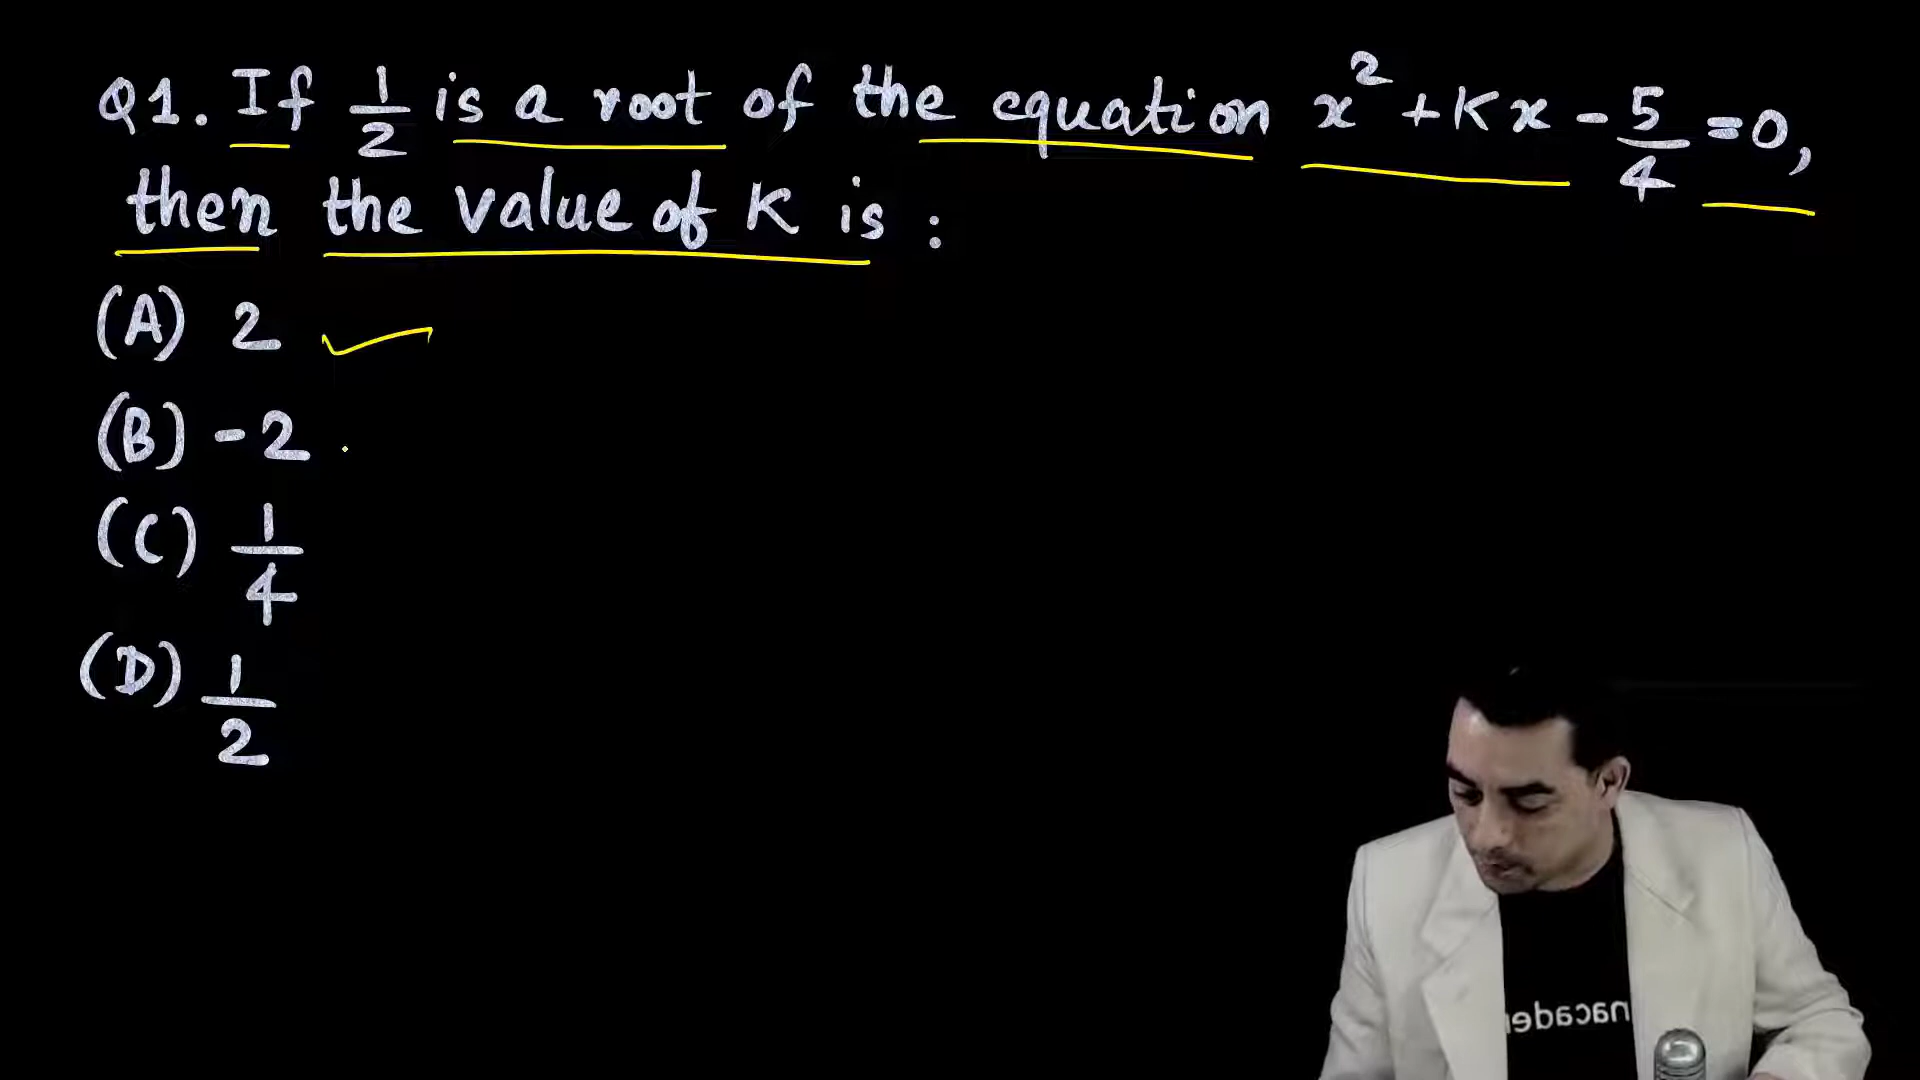 Q1. If 1/2 is a root of the equation x² + Kx - 5/4 = 0,
then the value of K is :
(A) 2
(B) -2
(C) 1/4
(D) 1/2
nacade